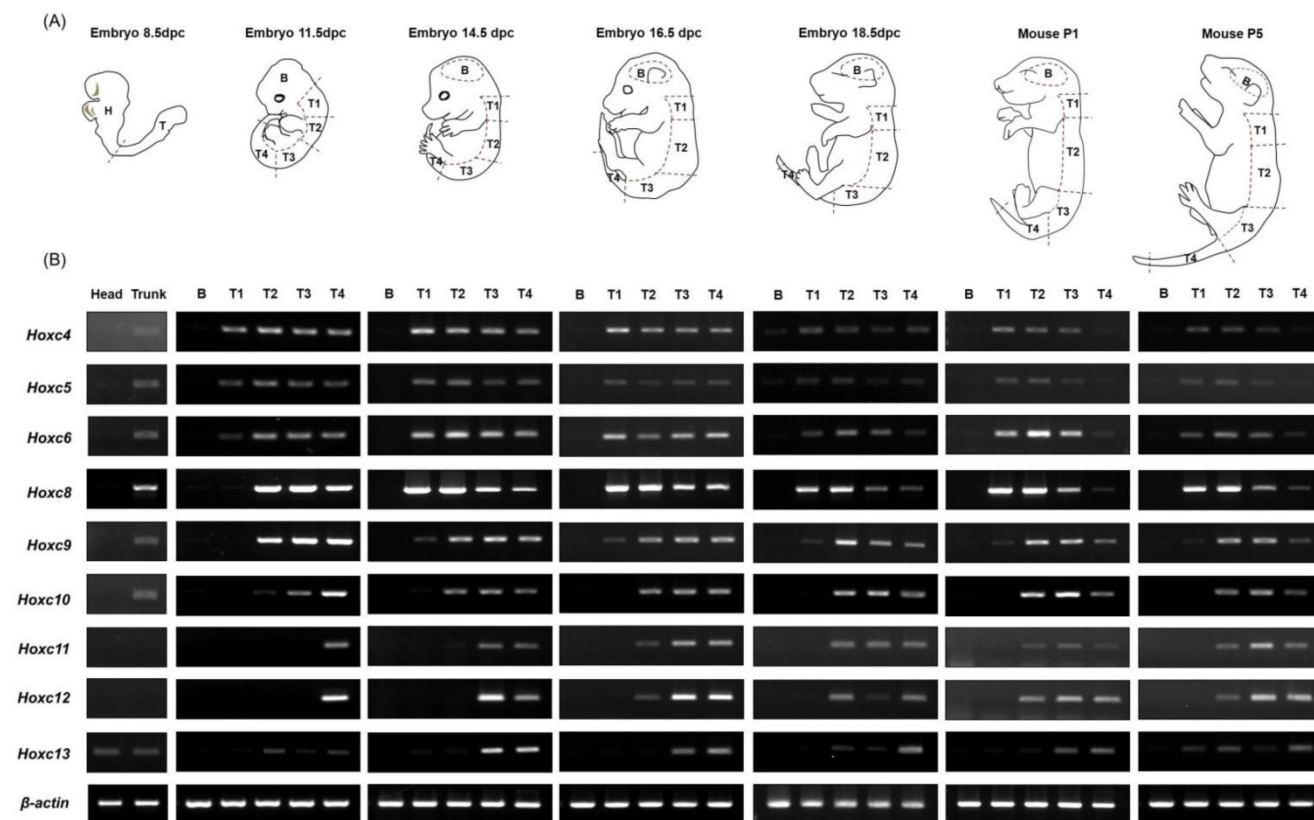 (A)
Embryo 8.5dpc Embryo 11.5dpc Embryo 14.5 dpc Embryo 16.5 dpc Embryo 18.5dpc Mouse P1 Mouse P5
H T
B T1 T2 T3 T4
B T1 T2 T3 T4
B T1 T2 T3 T4
B T1 T2 T3 T4
B T1 T2 T3 T4
B T1 T2 T3 T4
(B)
Head Trunk B T1 T2 T3 T4 B T1 T2 T3 T4 B T1 T2 T3 T4 B T1 T2 T3 T4 B T1 T2 T3 T4 B T1 T2 T3 T4
Hoxc4
Hoxc5
Hoxc6
Hoxc8
Hoxc9
Hoxc10
Hoxc11
Hoxc12
Hoxc13
β-actin